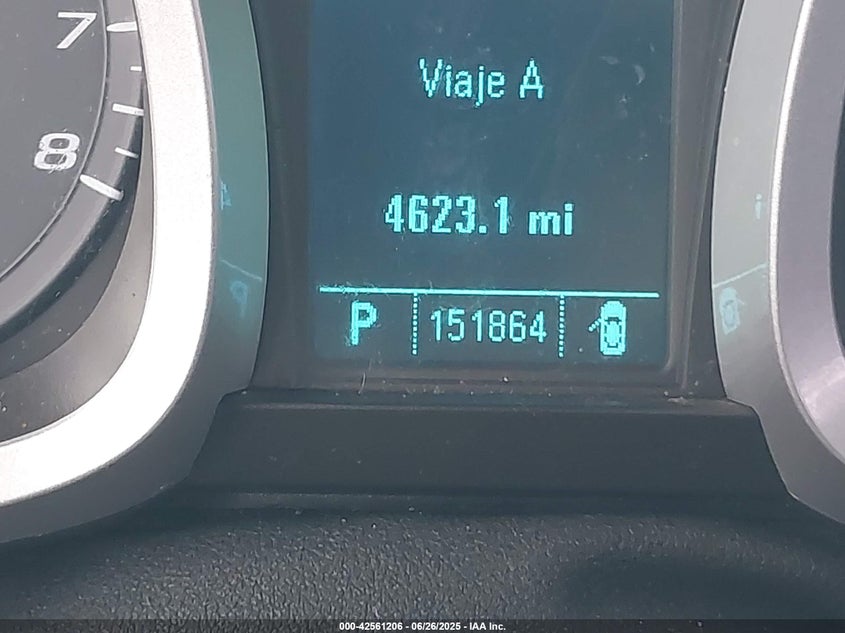 7
8
Viaje A
4623.1 mi
P 151864
000-42561206 - 06/26/2025 - IAA Inc.